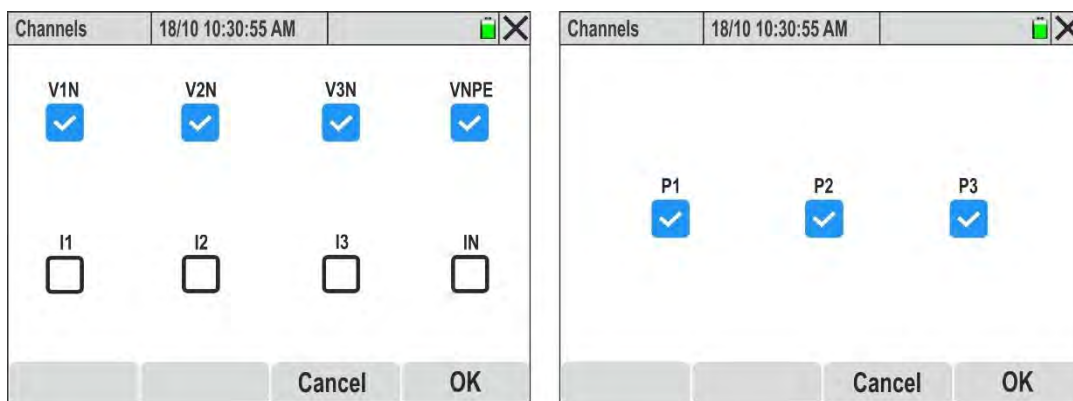 Channels 18/10 10:30:55 AM
V1N V2N V3N VNPE
I1 I2 I3 IN
Cancel OK
Channels 18/10 10:30:55 AM
P1 P2 P3
Cancel OK